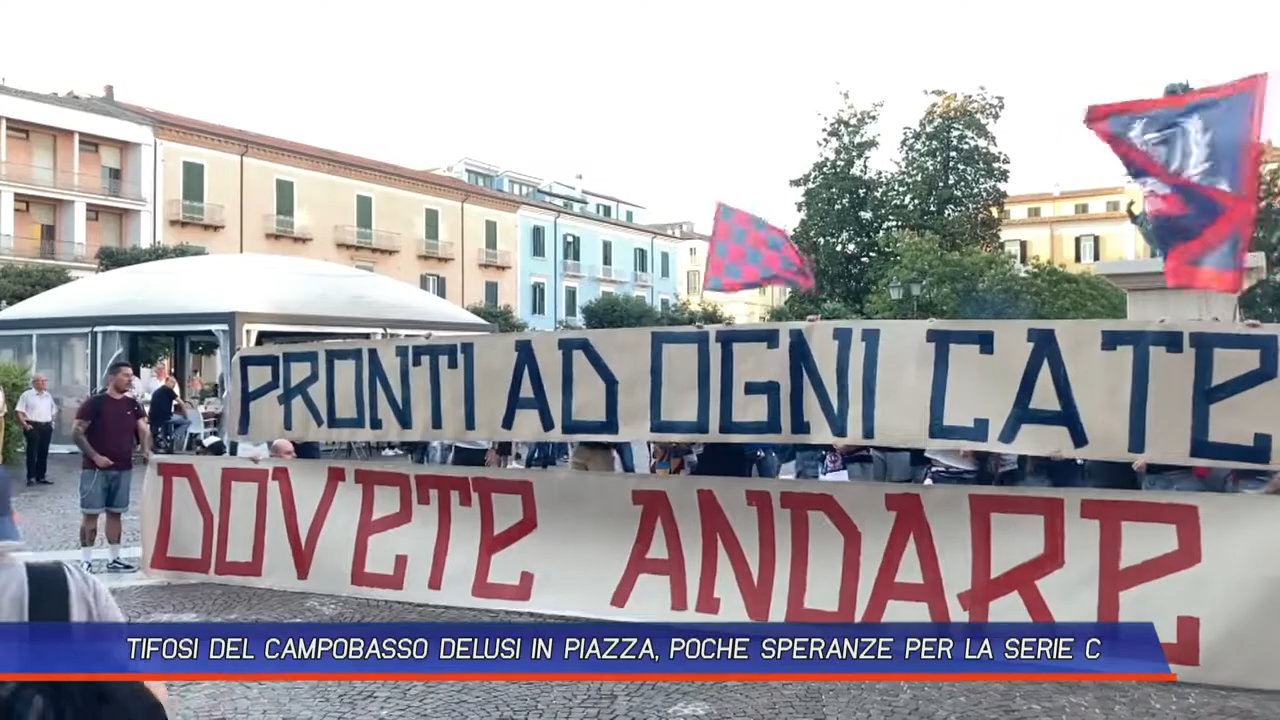 PRONTI AD OGNI CATE
DOVETE ANDARE
TIFOSI DEL CAMPOBASSO DELUSI IN PIAZZA, POCHE SPERANZE PER LA SERIE C